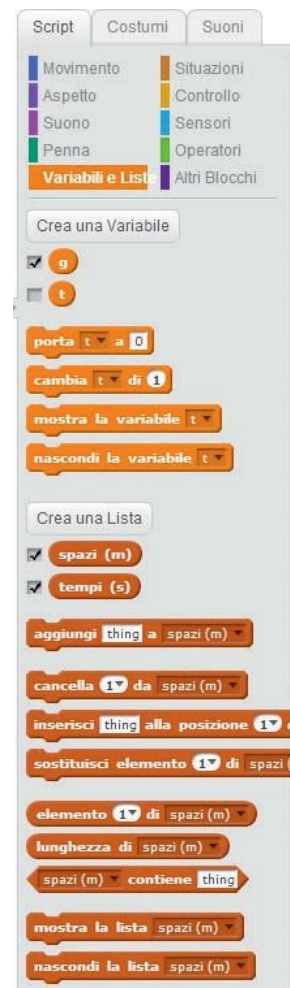 Script Costumi Suoni
Movimento Situazioni
Aspetto Controllo
Suono Sensori
Penna Operatori
Variabili e Liste Altri Blocchi
Crea una Variabile
g
t
porta t a 0
cambia t di 1
mostra la variabile t
nascondi la variabile t
Crea una Lista
spazi (m)
tempi (s)
aggiungi thing a spazi (m)
cancella 1 da spazi (m)
inserisci thing alla posizione 1
sostituisci elemento 1 di spazi
elemento 1 di spazi (m)
lunghezza di spazi (m)
spazi (m) contiene thing
mostra la lista spazi (m)
nascondi la lista spazi (m)